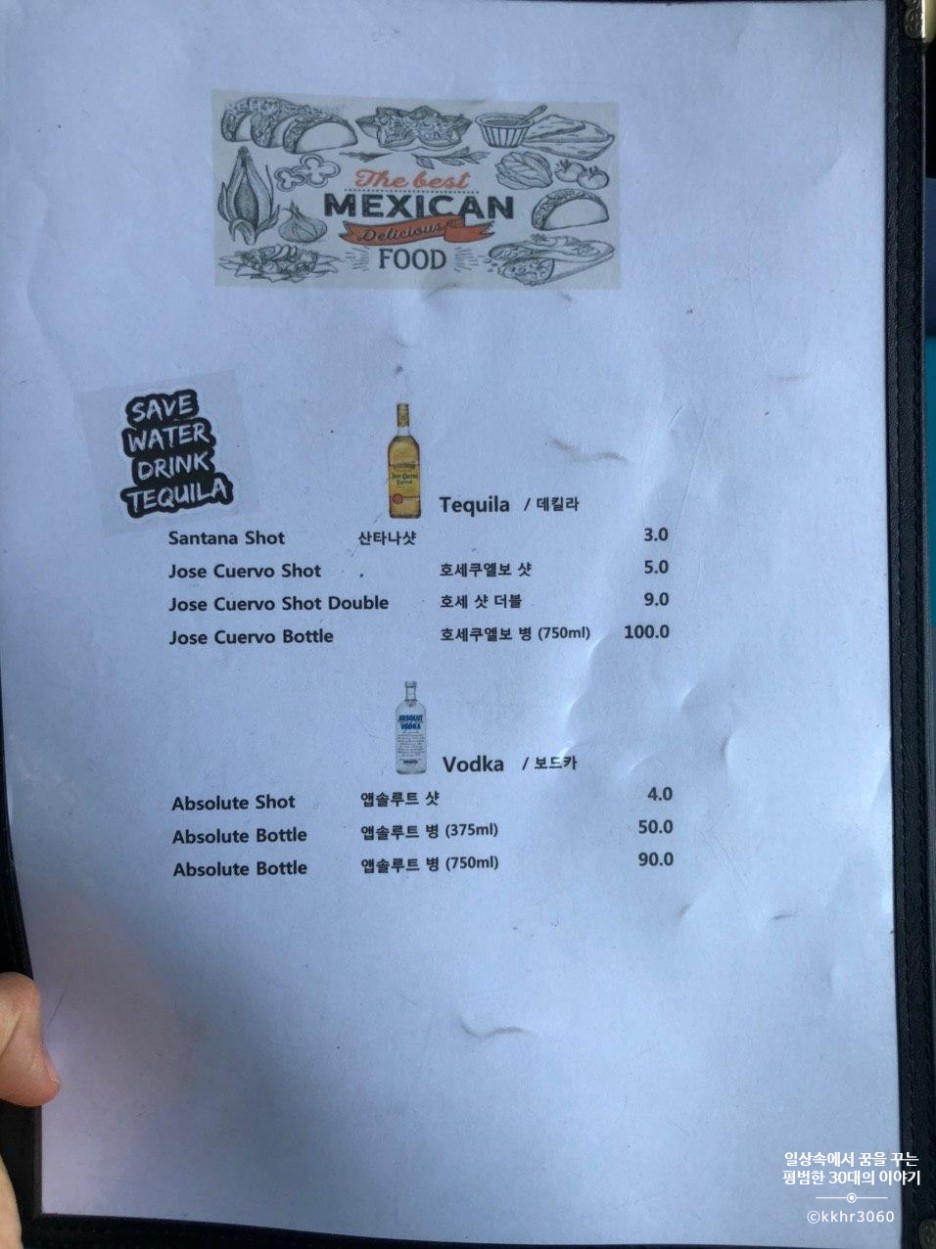 The best
MEXICAN
Delicious
FOOD
SAVE
WATER
DRINK
TEQUILA
Jose Cuervo
Tequila / 데킬라
Santana Shot 산타나샷 3.0
Jose Cuervo Shot 호세쿠엘보 샷 5.0
Jose Cuervo Shot Double 호세 샷 더블 9.0
Jose Cuervo Bottle 호세쿠엘보 병 (750ml) 100.0
ABSOLUT
VODKA
Vodka / 보드카
Absolute Shot 앱솔루트 샷 4.0
Absolute Bottle 앱솔루트 병 (375ml) 50.0
Absolute Bottle 앱솔루트 병 (750ml) 90.0
일상속에서 꿈을 꾸는
평범한 30대의 이야기
©kkhr3060